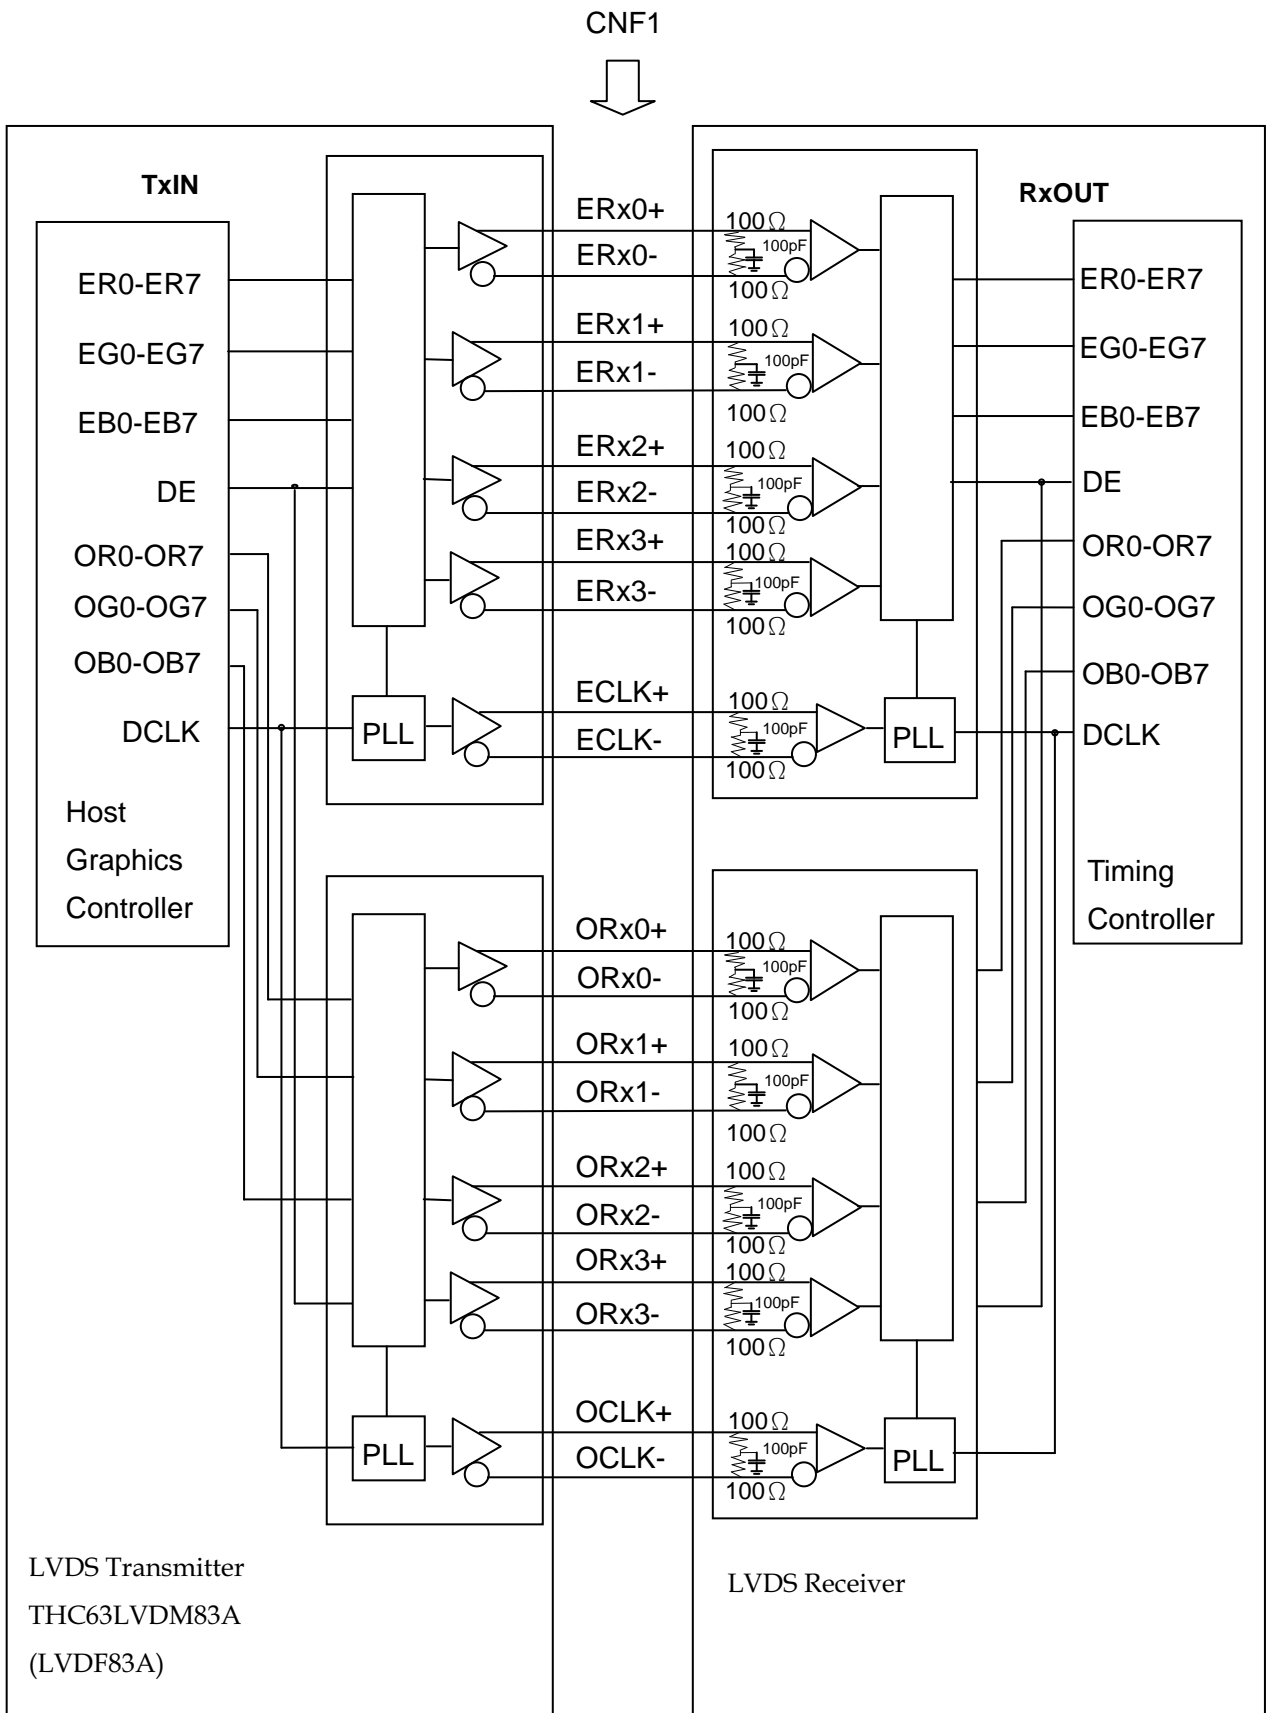 CNF1
TxIN
ER0-ER7
EG0-EG7
EB0-EB7
DE
OR0-OR7
OG0-OG7
OB0-OB7
DCLK
Host
Graphics
Controller
PLL
ERx0+
ERx0-
ERx1+
ERx1-
ERx2+
ERx2-
ERx3+
ERx3-
ECLK+
ECLK-
100Ω
100pF
100Ω
100Ω
100pF
100Ω
100Ω
100pF
100Ω
100Ω
100pF
100Ω
100Ω
100pF
100Ω
PLL
RxOUT
ER0-ER7
EG0-EG7
EB0-EB7
DE
OR0-OR7
OG0-OG7
OB0-OB7
DCLK
Timing
Controller
PLL
ORx0+
ORx0-
ORx1+
ORx1-
ORx2+
ORx2-
ORx3+
ORx3-
OCLK+
OCLK-
100Ω
100pF
100Ω
100Ω
100pF
100Ω
100Ω
100pF
100Ω
100Ω
100pF
100Ω
100Ω
100pF
100Ω
PLL
LVDS Transmitter
THC63LVDM83A
(LVDF83A)
LVDS Receiver